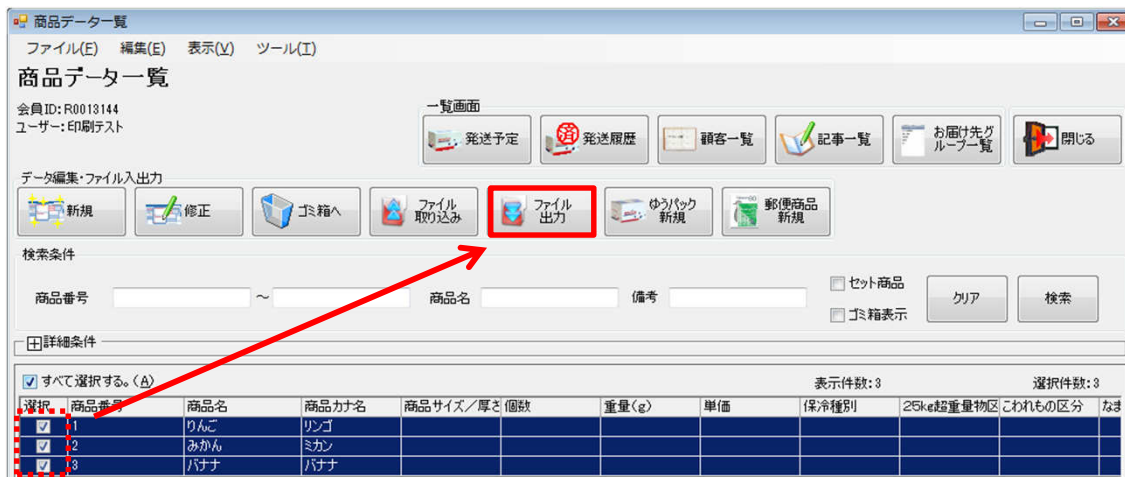 商品データ一覧
ファイル(F) 編集(E) 表示(V) ツール(T)
商品データ一覧
会員ID:R0013144
ユーザー:印刷テスト
一覧画面
発送予定 発送履歴 顧客一覧 記事一覧 お届け先グループ一覧 閉じる
データ編集・ファイル入出力
新規 修正 ゴミ箱へ ファイル取り込み ファイル出力 ゆうパック新規 郵便商品新規
検索条件
商品番号 ～ 商品名 備考 セット商品 クリア 検索
ゴミ箱表示
詳細条件
すべて選択する。(A) 表示件数:3 選択件数:3
選択 商品番号 商品名 商品カナ名 商品サイズ/厚さ 個数 重量(g) 単価 保冷種別 25kg超重量物区 こわれもの区分 なま
1 りんご リンゴ
2 みかん ミカン
3 バナナ バナナ